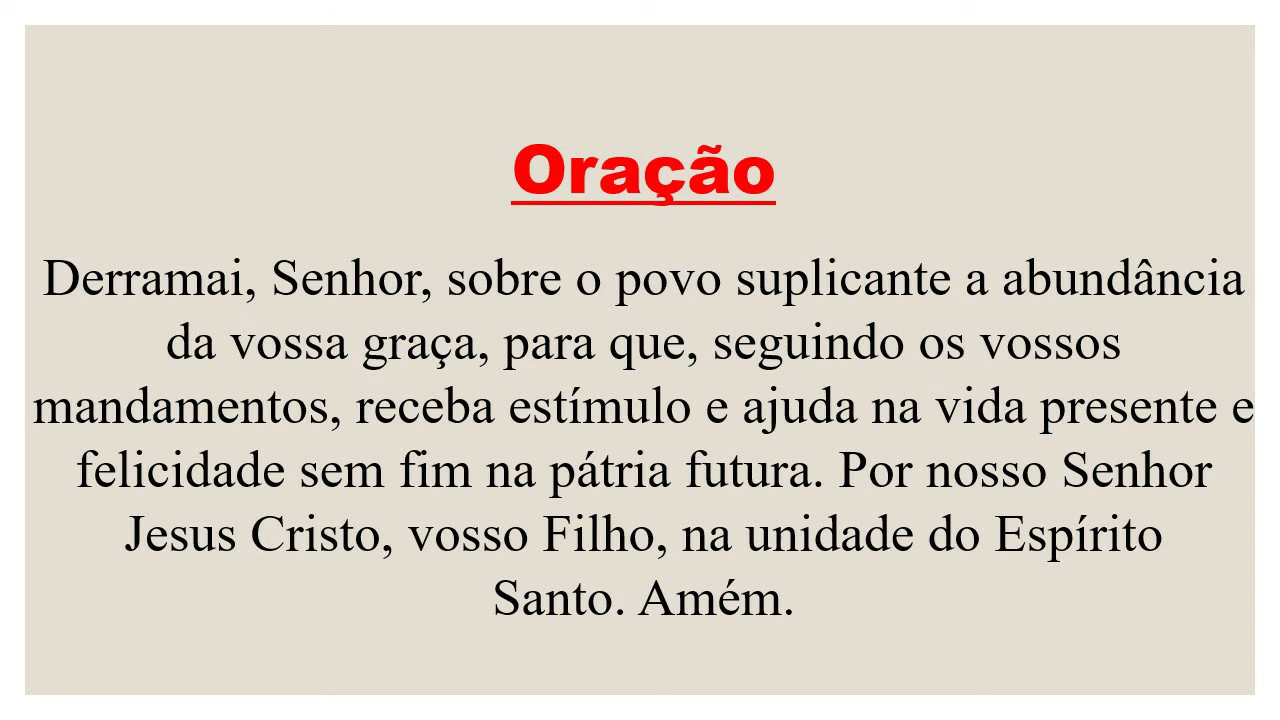 Oração
Derramai, Senhor, sobre o povo suplicante a abundância
da vossa graça, para que, seguindo os vossos
mandamentos, receba estímulo e ajuda na vida presente e
felicidade sem fim na pátria futura. Por nosso Senhor
Jesus Cristo, vosso Filho, na unidade do Espírito
Santo. Amém.